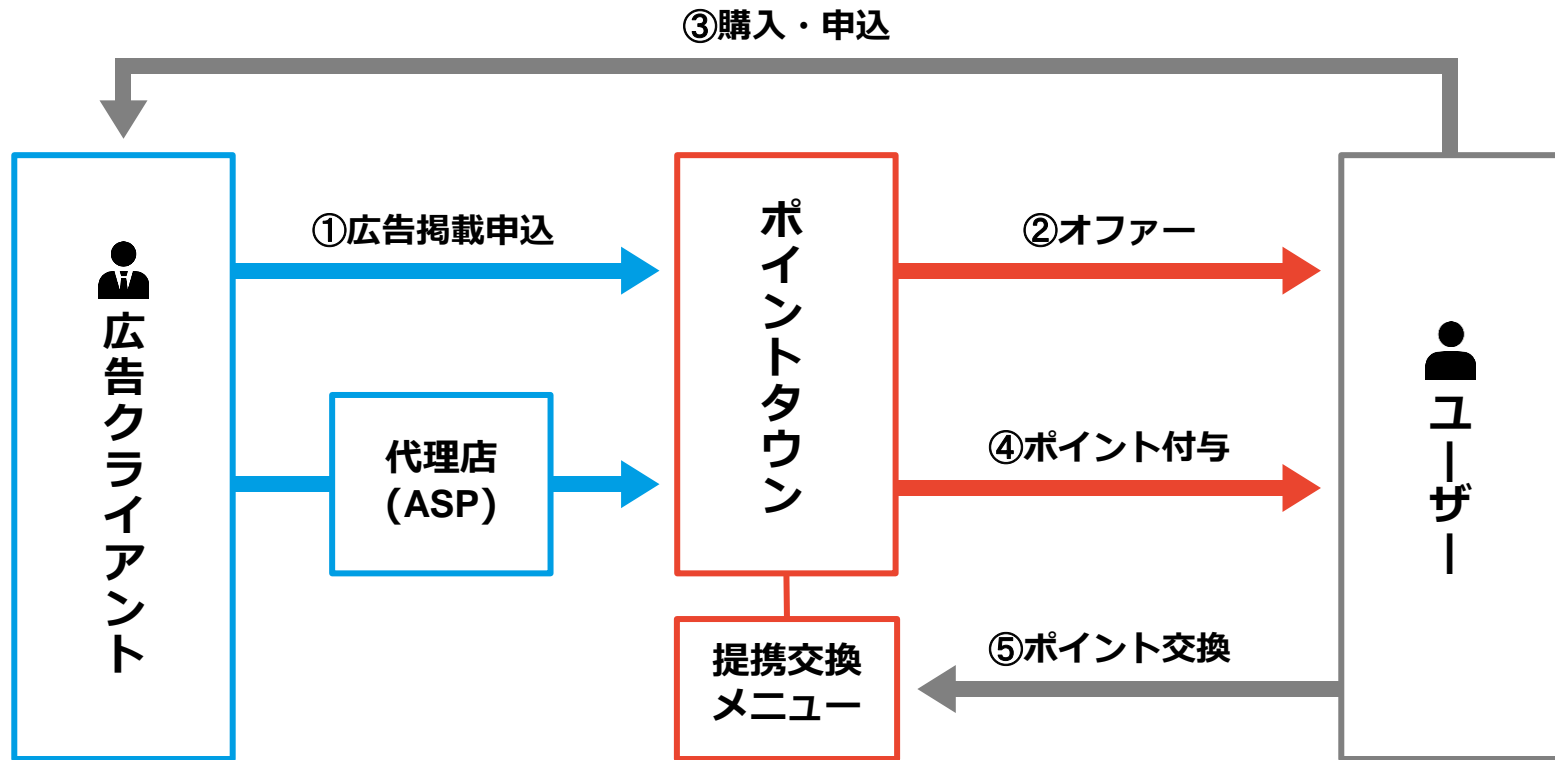 ③購入・申込
広告クライアント
①広告掲載申込
代理店
(ASP)
ポイントタウン
②オファー
④ポイント付与
提携交換
メニュー
⑤ポイント交換
ユーザー